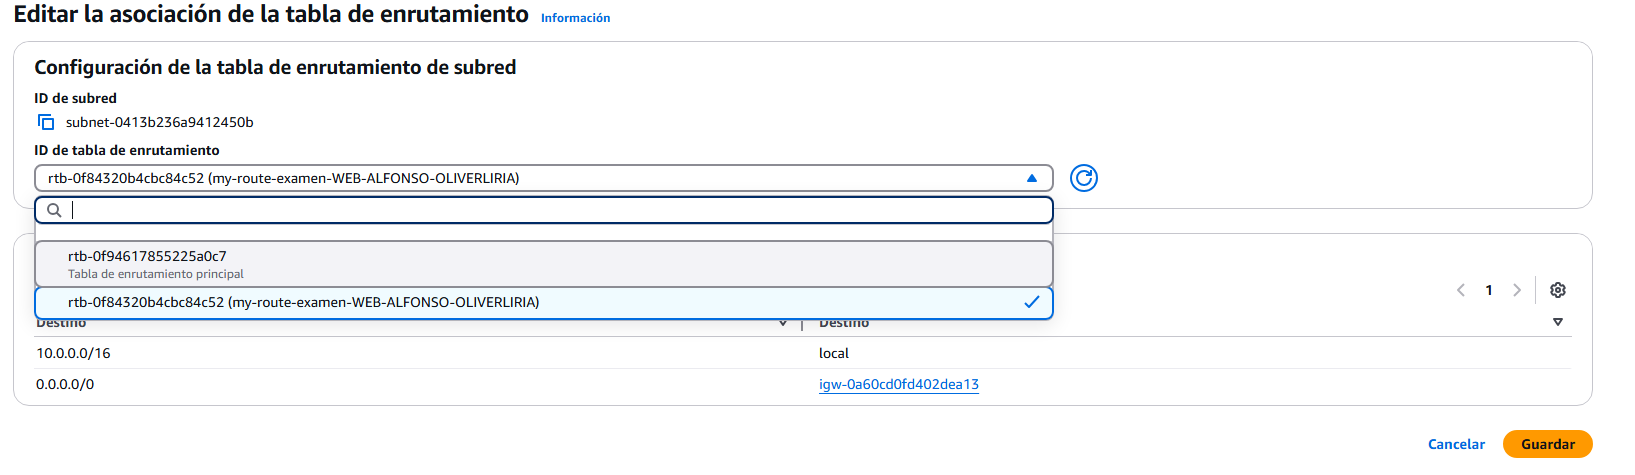 Editar la asociación de la tabla de enrutamiento Información
Configuración de la tabla de enrutamiento de subred
ID de subred
subnet-0413b236a9412450b
ID de tabla de enrutamiento
rtb-0f84320b4cbc84c52 (my-route-examen-WEB-ALFONSO-OLIVERLIRIA)
rtb-0f94617855225a0c7
Tabla de enrutamiento principal
rtb-0f84320b4cbc84c52 (my-route-examen-WEB-ALFONSO-OLIVERLIRIA)
1
Destino Destino
10.0.0.0/16 local
0.0.0.0/0 igw-0a60cd0fd402dea13
Cancelar Guardar